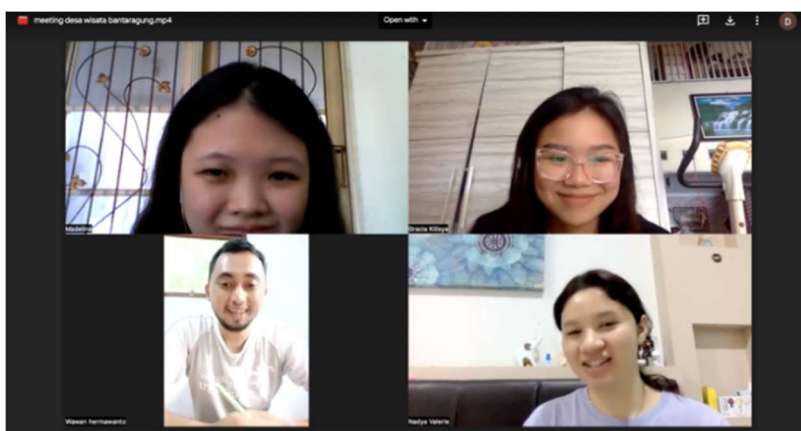 meeting desa wisata bantaragung.mp4
Open with
D
Madeline
Gracia Kilisya
Wawan hermawanto
Nadya Valerie